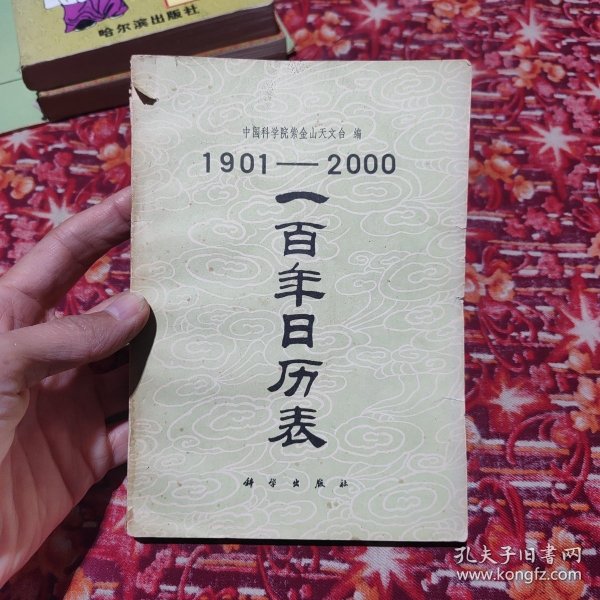 哈尔滨出版社
中国科学院紫金山天文台 编
1901—2000
一百年日历表
科学出版社
孔夫子旧书网
www.kongfz.com